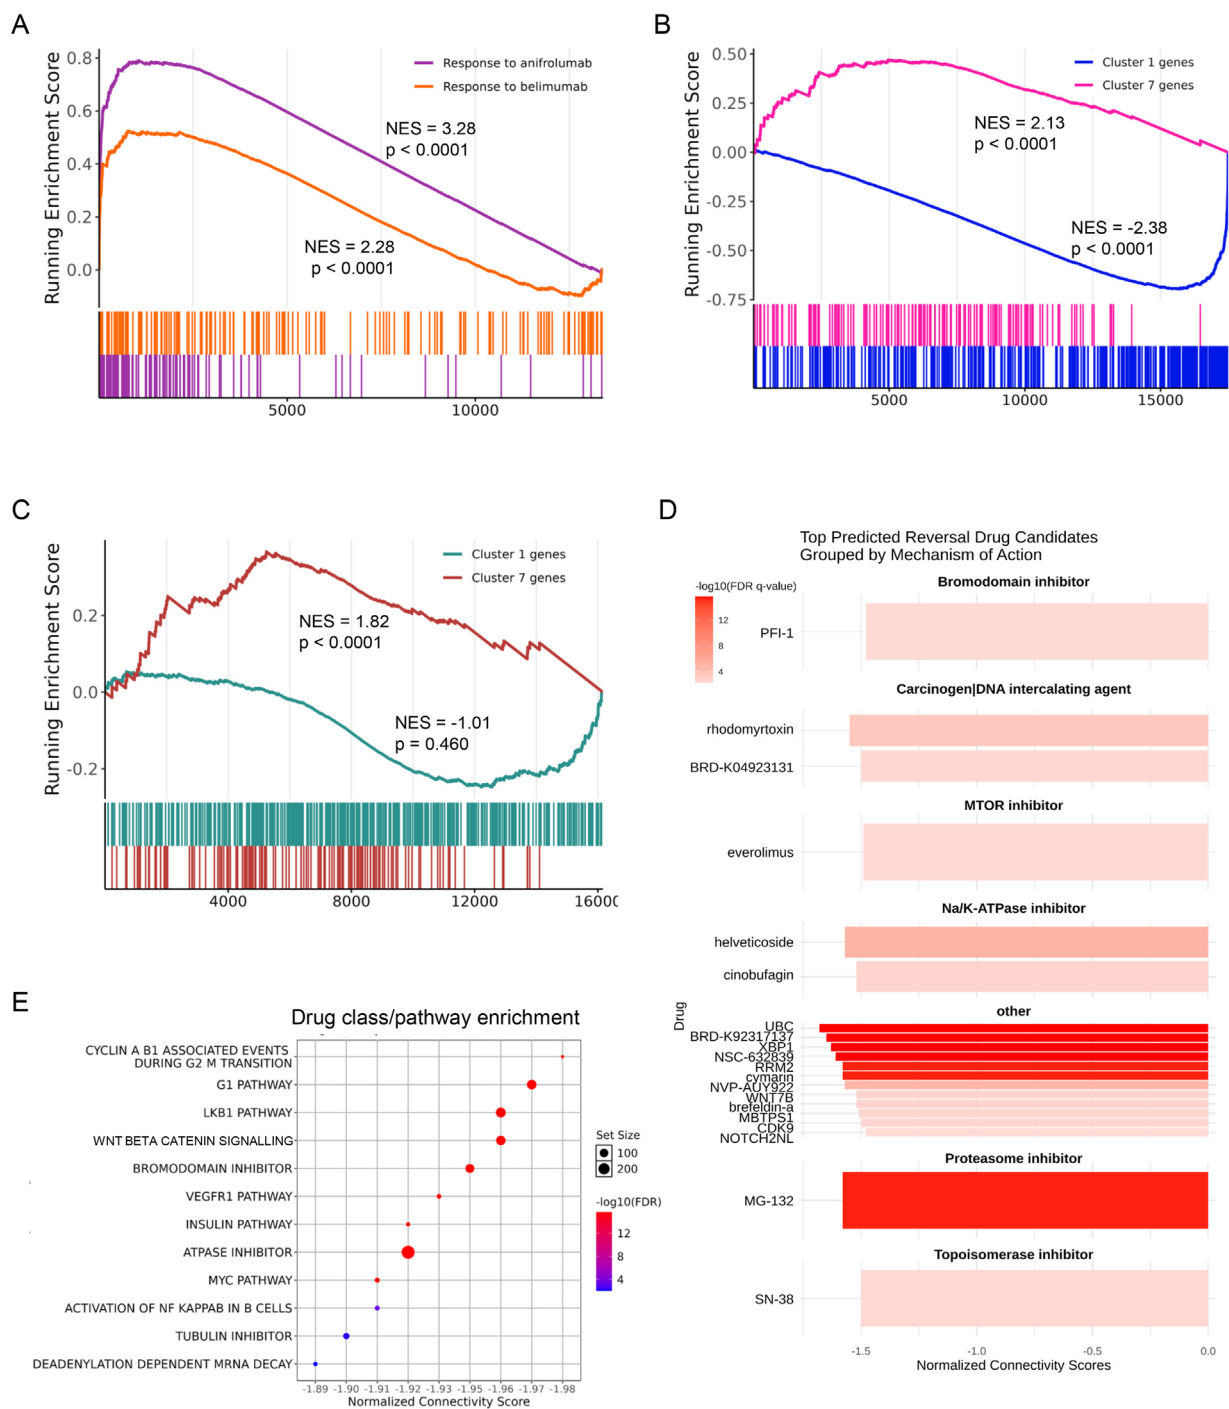 A
Running Enrichment Score
0.8
0.6
0.4
0.2
0.0
Response to anifrolumab
Response to belimumab
NES = 3.28
p < 0.0001
NES = 2.28
p < 0.0001
5000
10000
B
Running Enrichment Score
0.50
0.25
0.00
-0.25
-0.50
-0.75
Cluster 1 genes
Cluster 7 genes
NES = 2.13
p < 0.0001
NES = -2.38
p < 0.0001
5000
10000
15000
C
Running Enrichment Score
0.2
0.0
-0.2
Cluster 1 genes
Cluster 7 genes
NES = 1.82
p < 0.0001
NES = -1.01
p = 0.460
4000
8000
12000
16000
D
Top Predicted Reversal Drug Candidates
Grouped by Mechanism of Action
-log10(FDR q-value)
12
8
4
Drug
Bromodomain inhibitor
PFI-1
Carcinogen|DNA intercalating agent
rhodomyrtoxin
BRD-K04923131
MTOR inhibitor
everolimus
Na/K-ATPase inhibitor
helveticoside
cinobufagin
other
UBC
BRD-K92317137
XBP1
NSC-632839
RRM2
cymarin
NVP-AUY922
WNT7B
brefeldin-a
MBTPS1
CDK9
NOTCH2NL
Proteasome inhibitor
MG-132
Topoisomerase inhibitor
SN-38
-1.5
-1.0
-0.5
0.0
Normalized Connectivity Scores
E
Drug class/pathway enrichment
CYCLIN A B1 ASSOCIATED EVENTS
DURING G2 M TRANSITION
G1 PATHWAY
LKB1 PATHWAY
WNT BETA CATENIN SIGNALLING
BROMODOMAIN INHIBITOR
VEGFR1 PATHWAY
INSULIN PATHWAY
ATPASE INHIBITOR
MYC PATHWAY
ACTIVATION OF NF KAPPAB IN B CELLS
TUBULIN INHIBITOR
DEADENYLATION DEPENDENT MRNA DECAY
-1.89 -1.90 -1.91 -1.92 -1.93 -1.95 -1.96 -1.97 -1.98
Normalized Connectivity Score
Set Size
100
200
-log10(FDR)
12
8
4